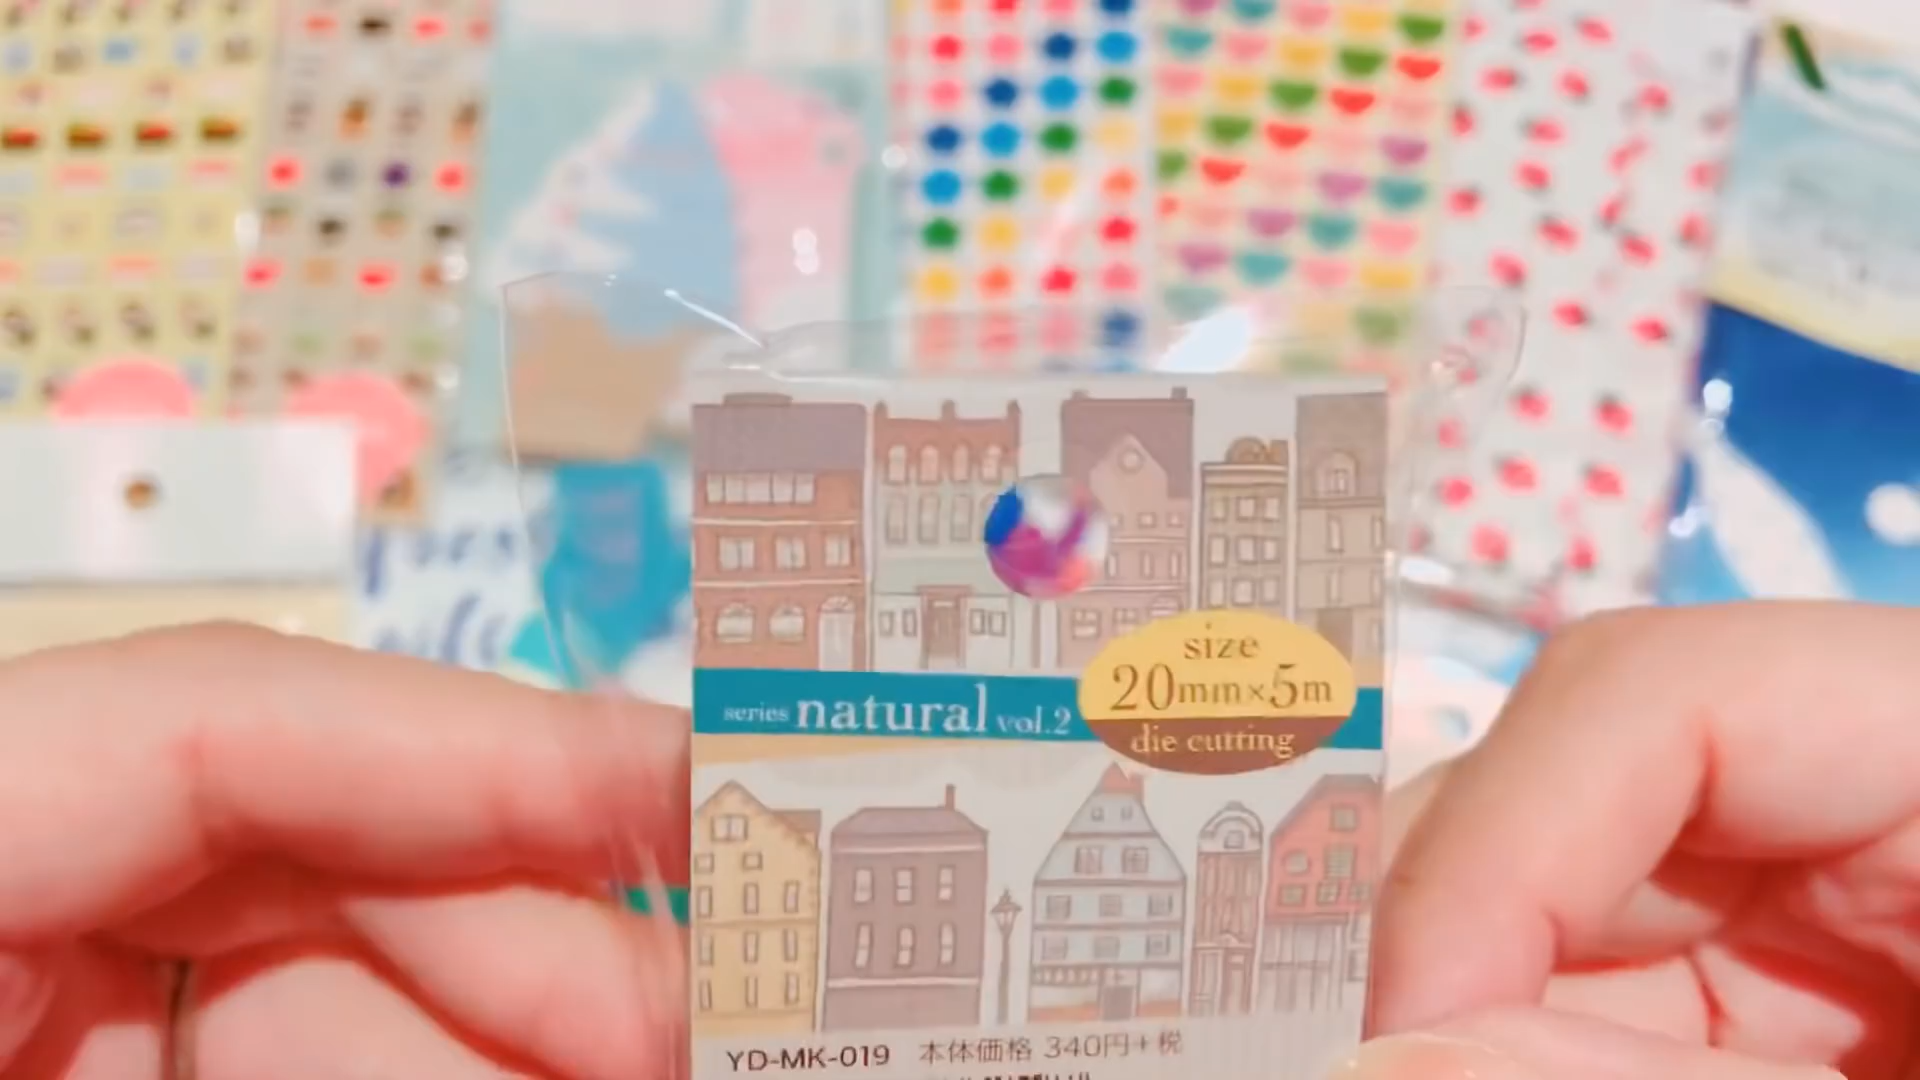 size
20mm×5m
series natural vol.2
die cutting
YD-MK-019 本体価格 340円+税